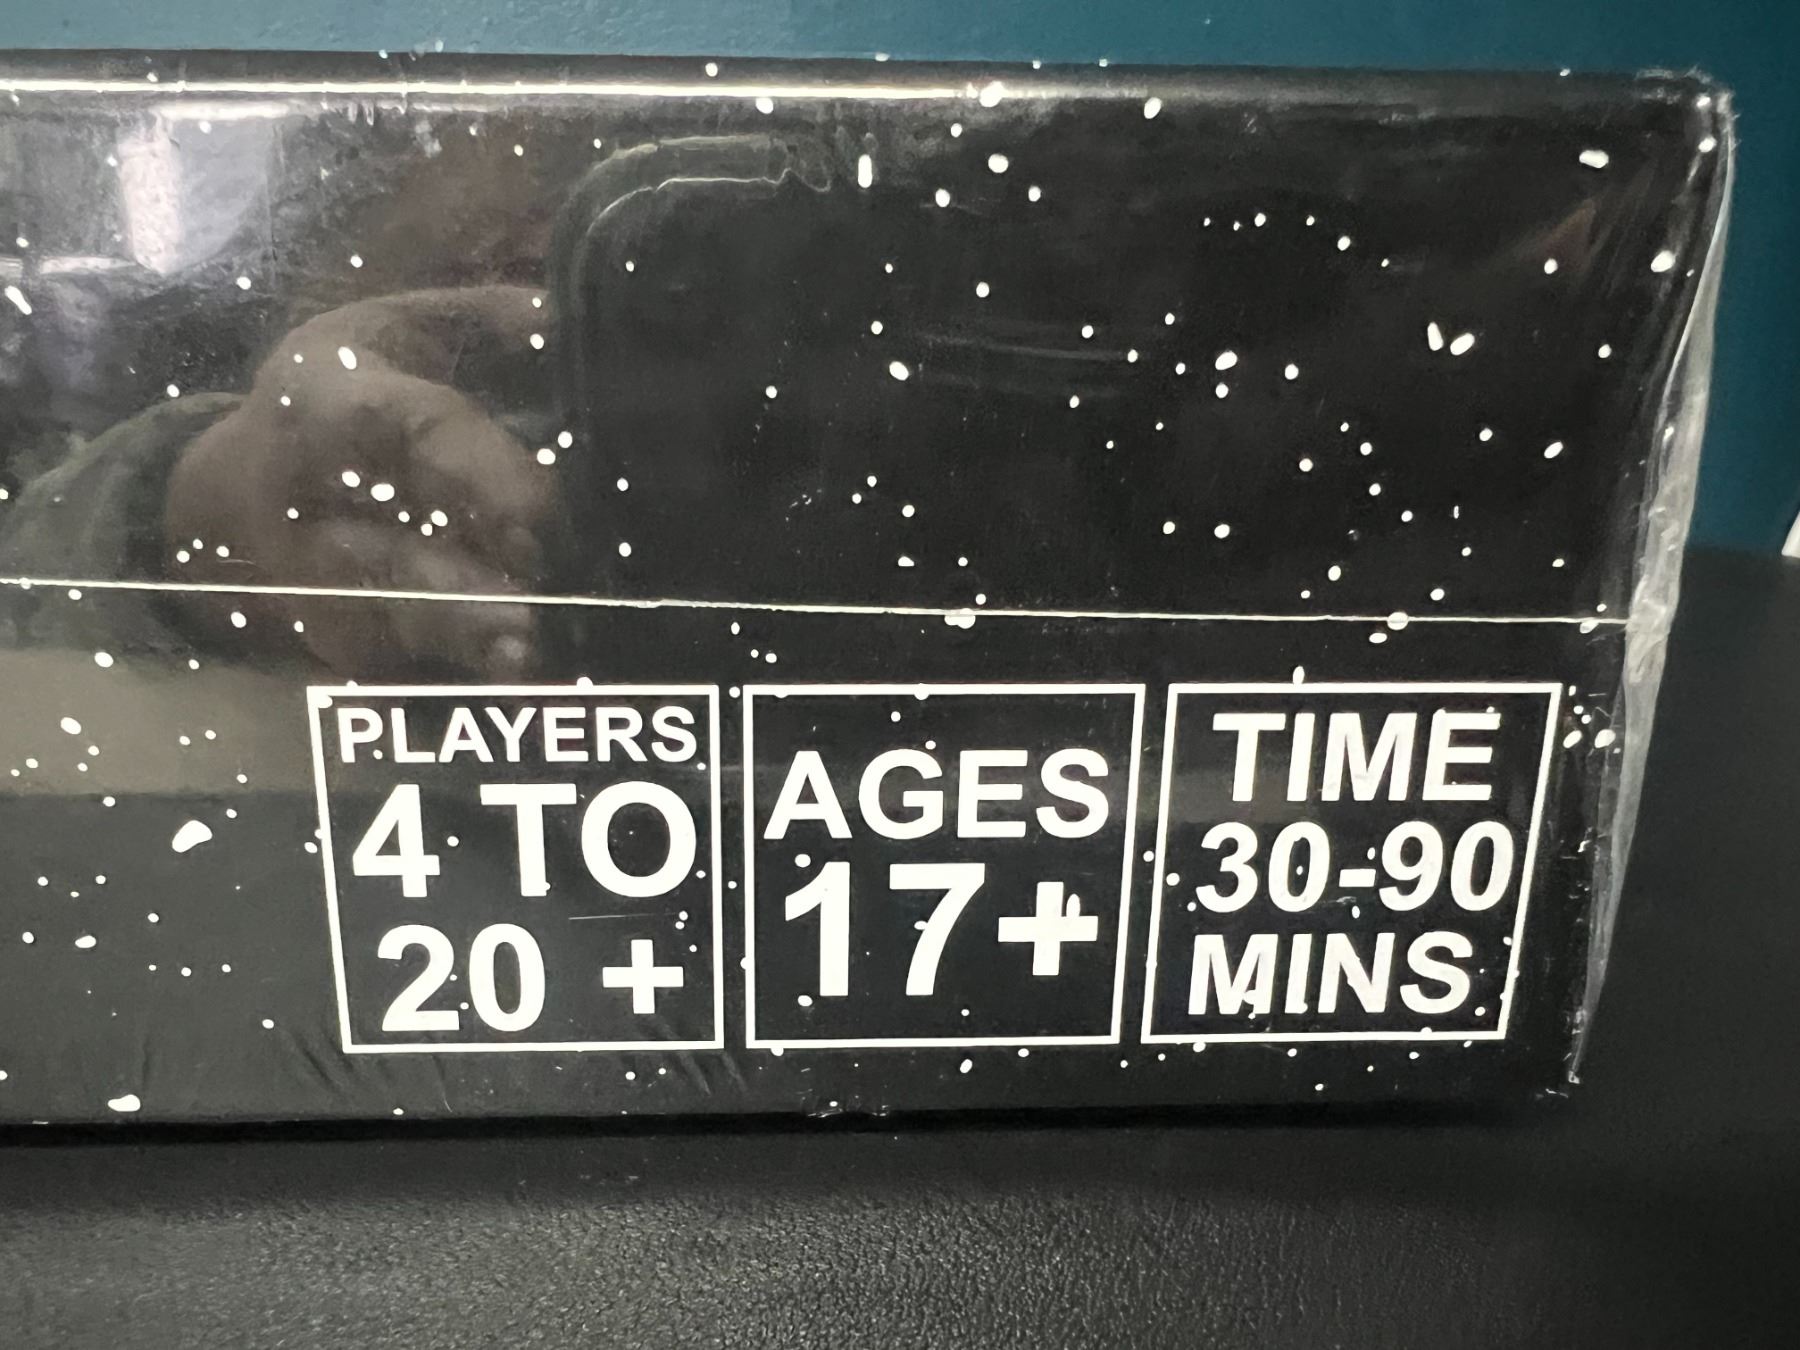 PLAYERS
4 TO
20 +
AGES
17+
TIME
30-90
MINS